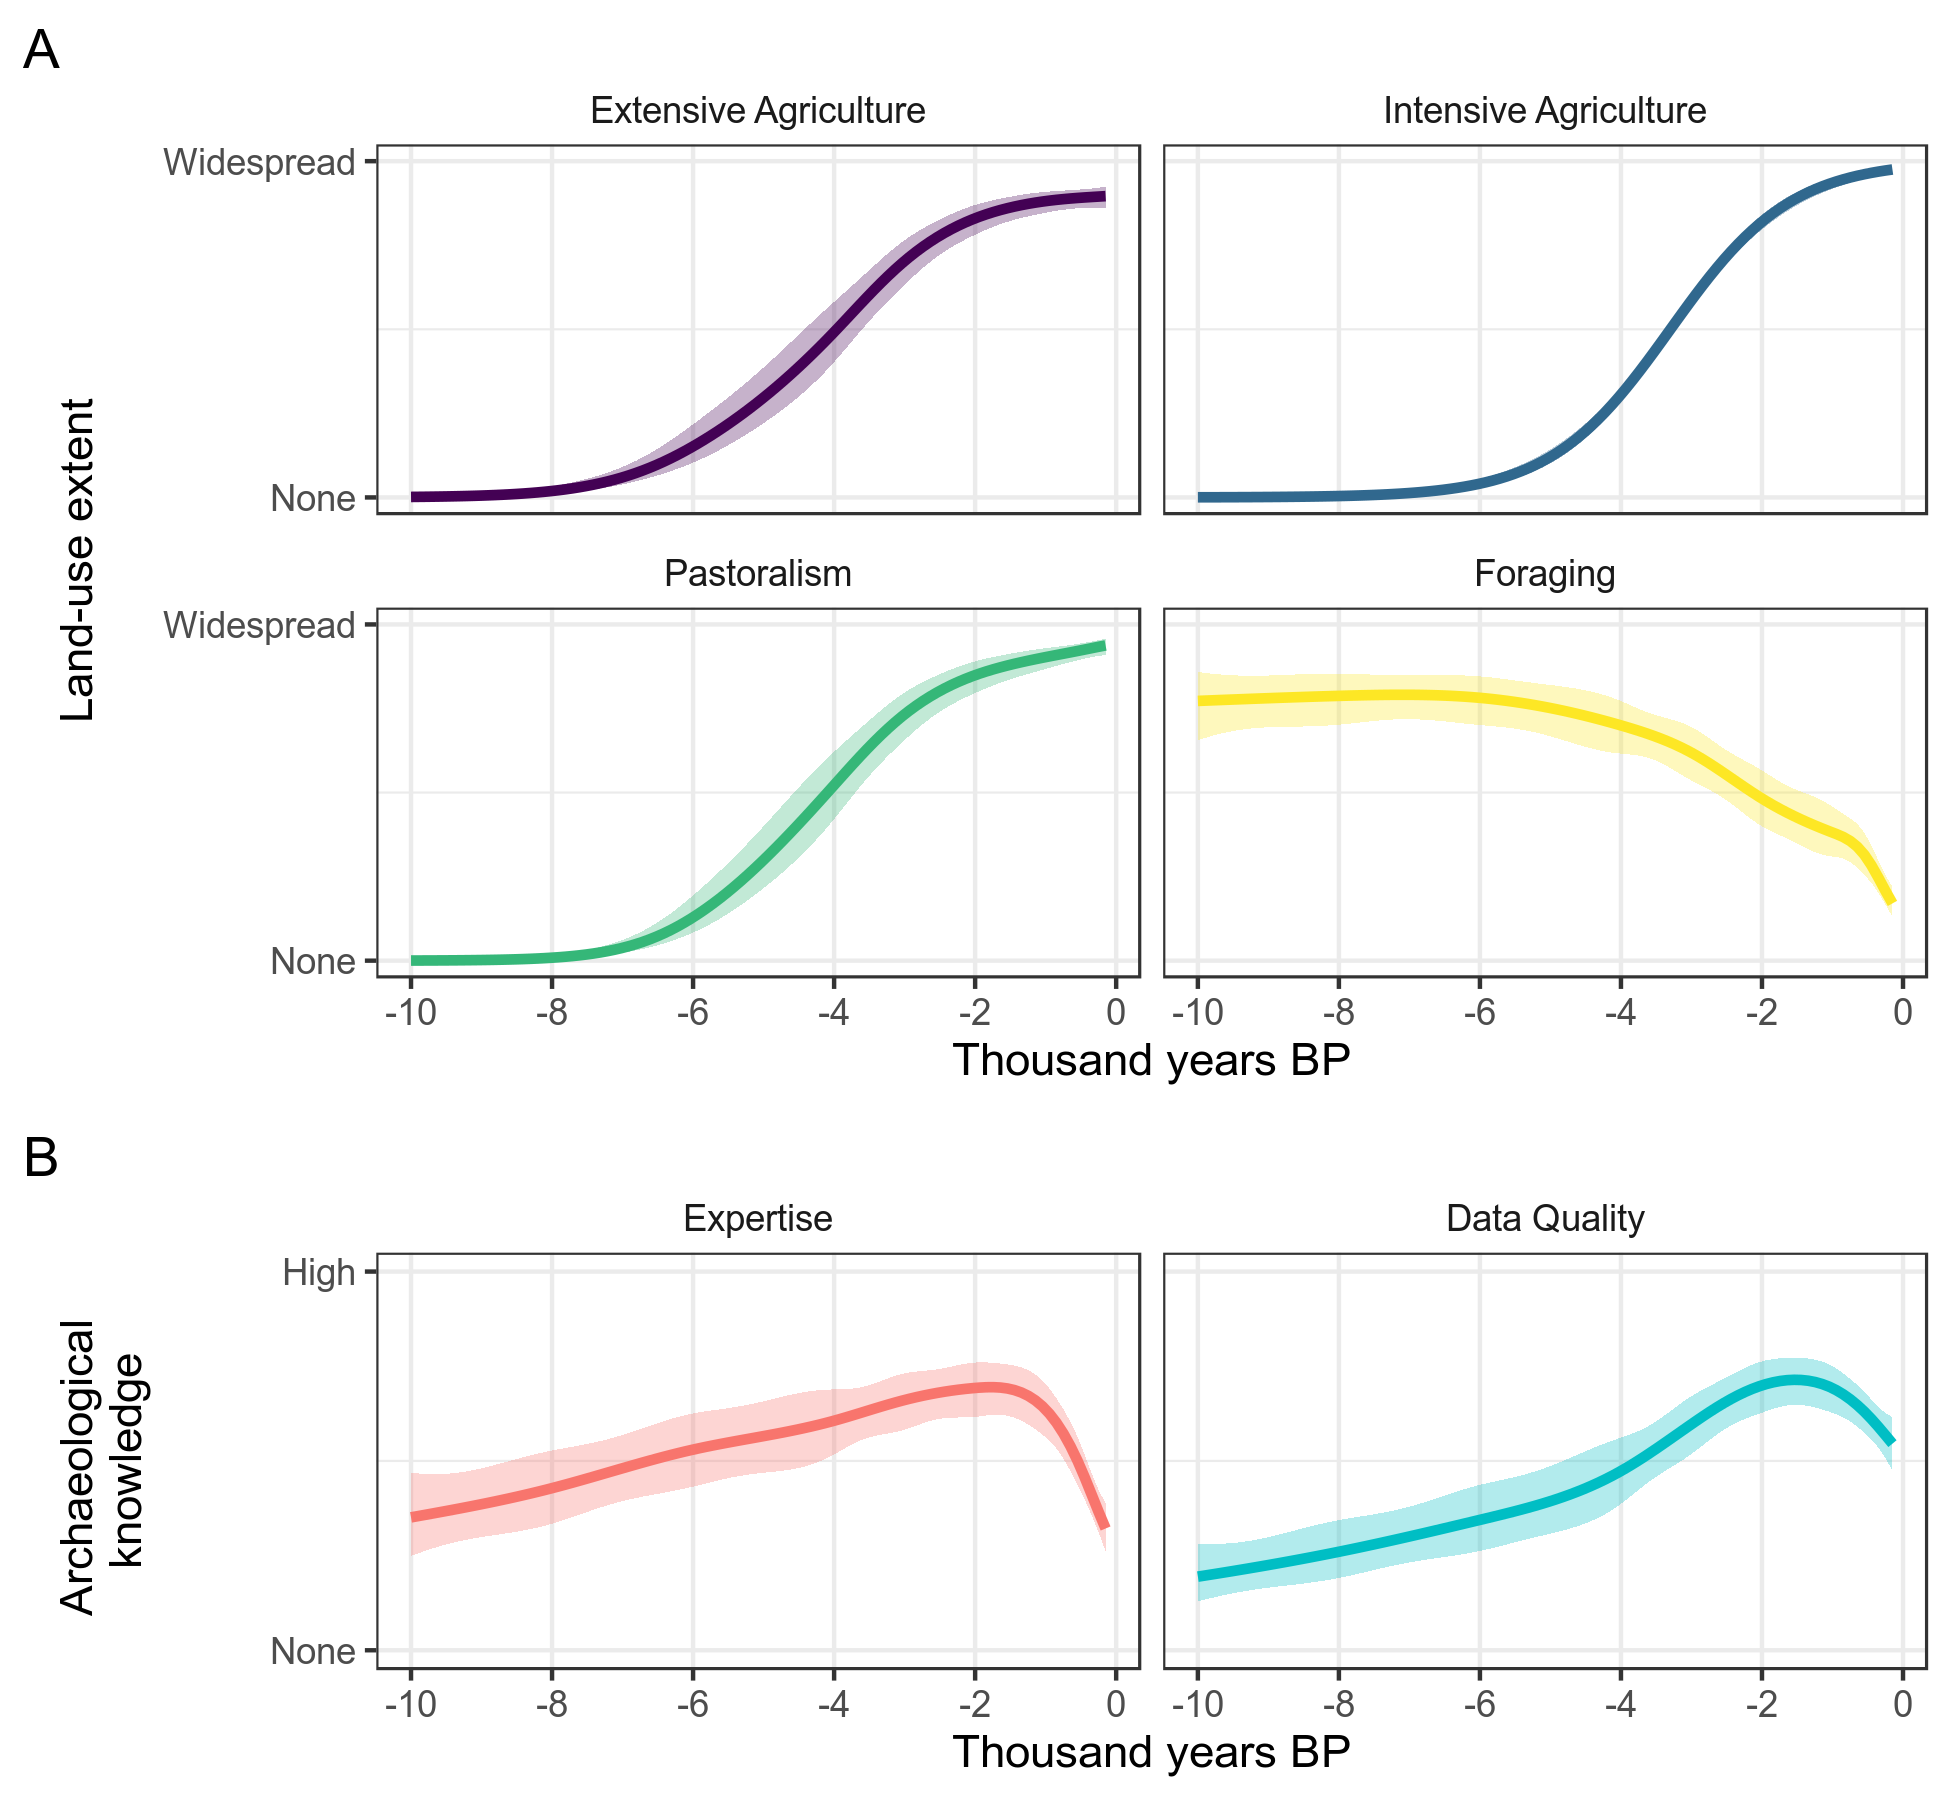 A
Extensive Agriculture
Intensive Agriculture
Widespread
None
Pastoralism
Foraging
Widespread
None
Land-use extent
-10 -8 -6 -4 -2 0
-10 -8 -6 -4 -2 0
Thousand years BP
B
Expertise
Data Quality
High
None
Archaeological
knowledge
-10 -8 -6 -4 -2 0
-10 -8 -6 -4 -2 0
Thousand years BP